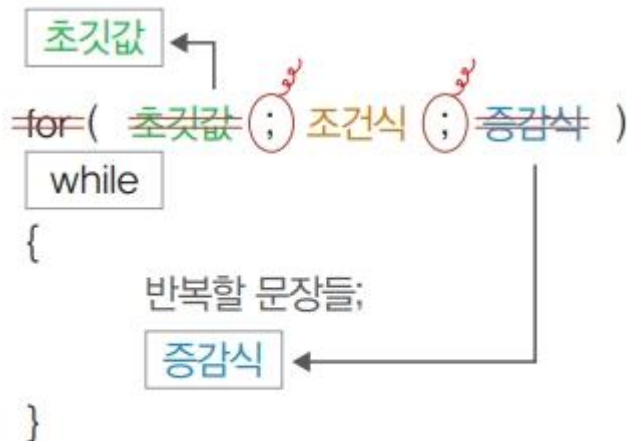 초깃값
for ( 초깃값 ; 조건식 ; 증감식 )
while
{
반복할 문장들;
증감식
}